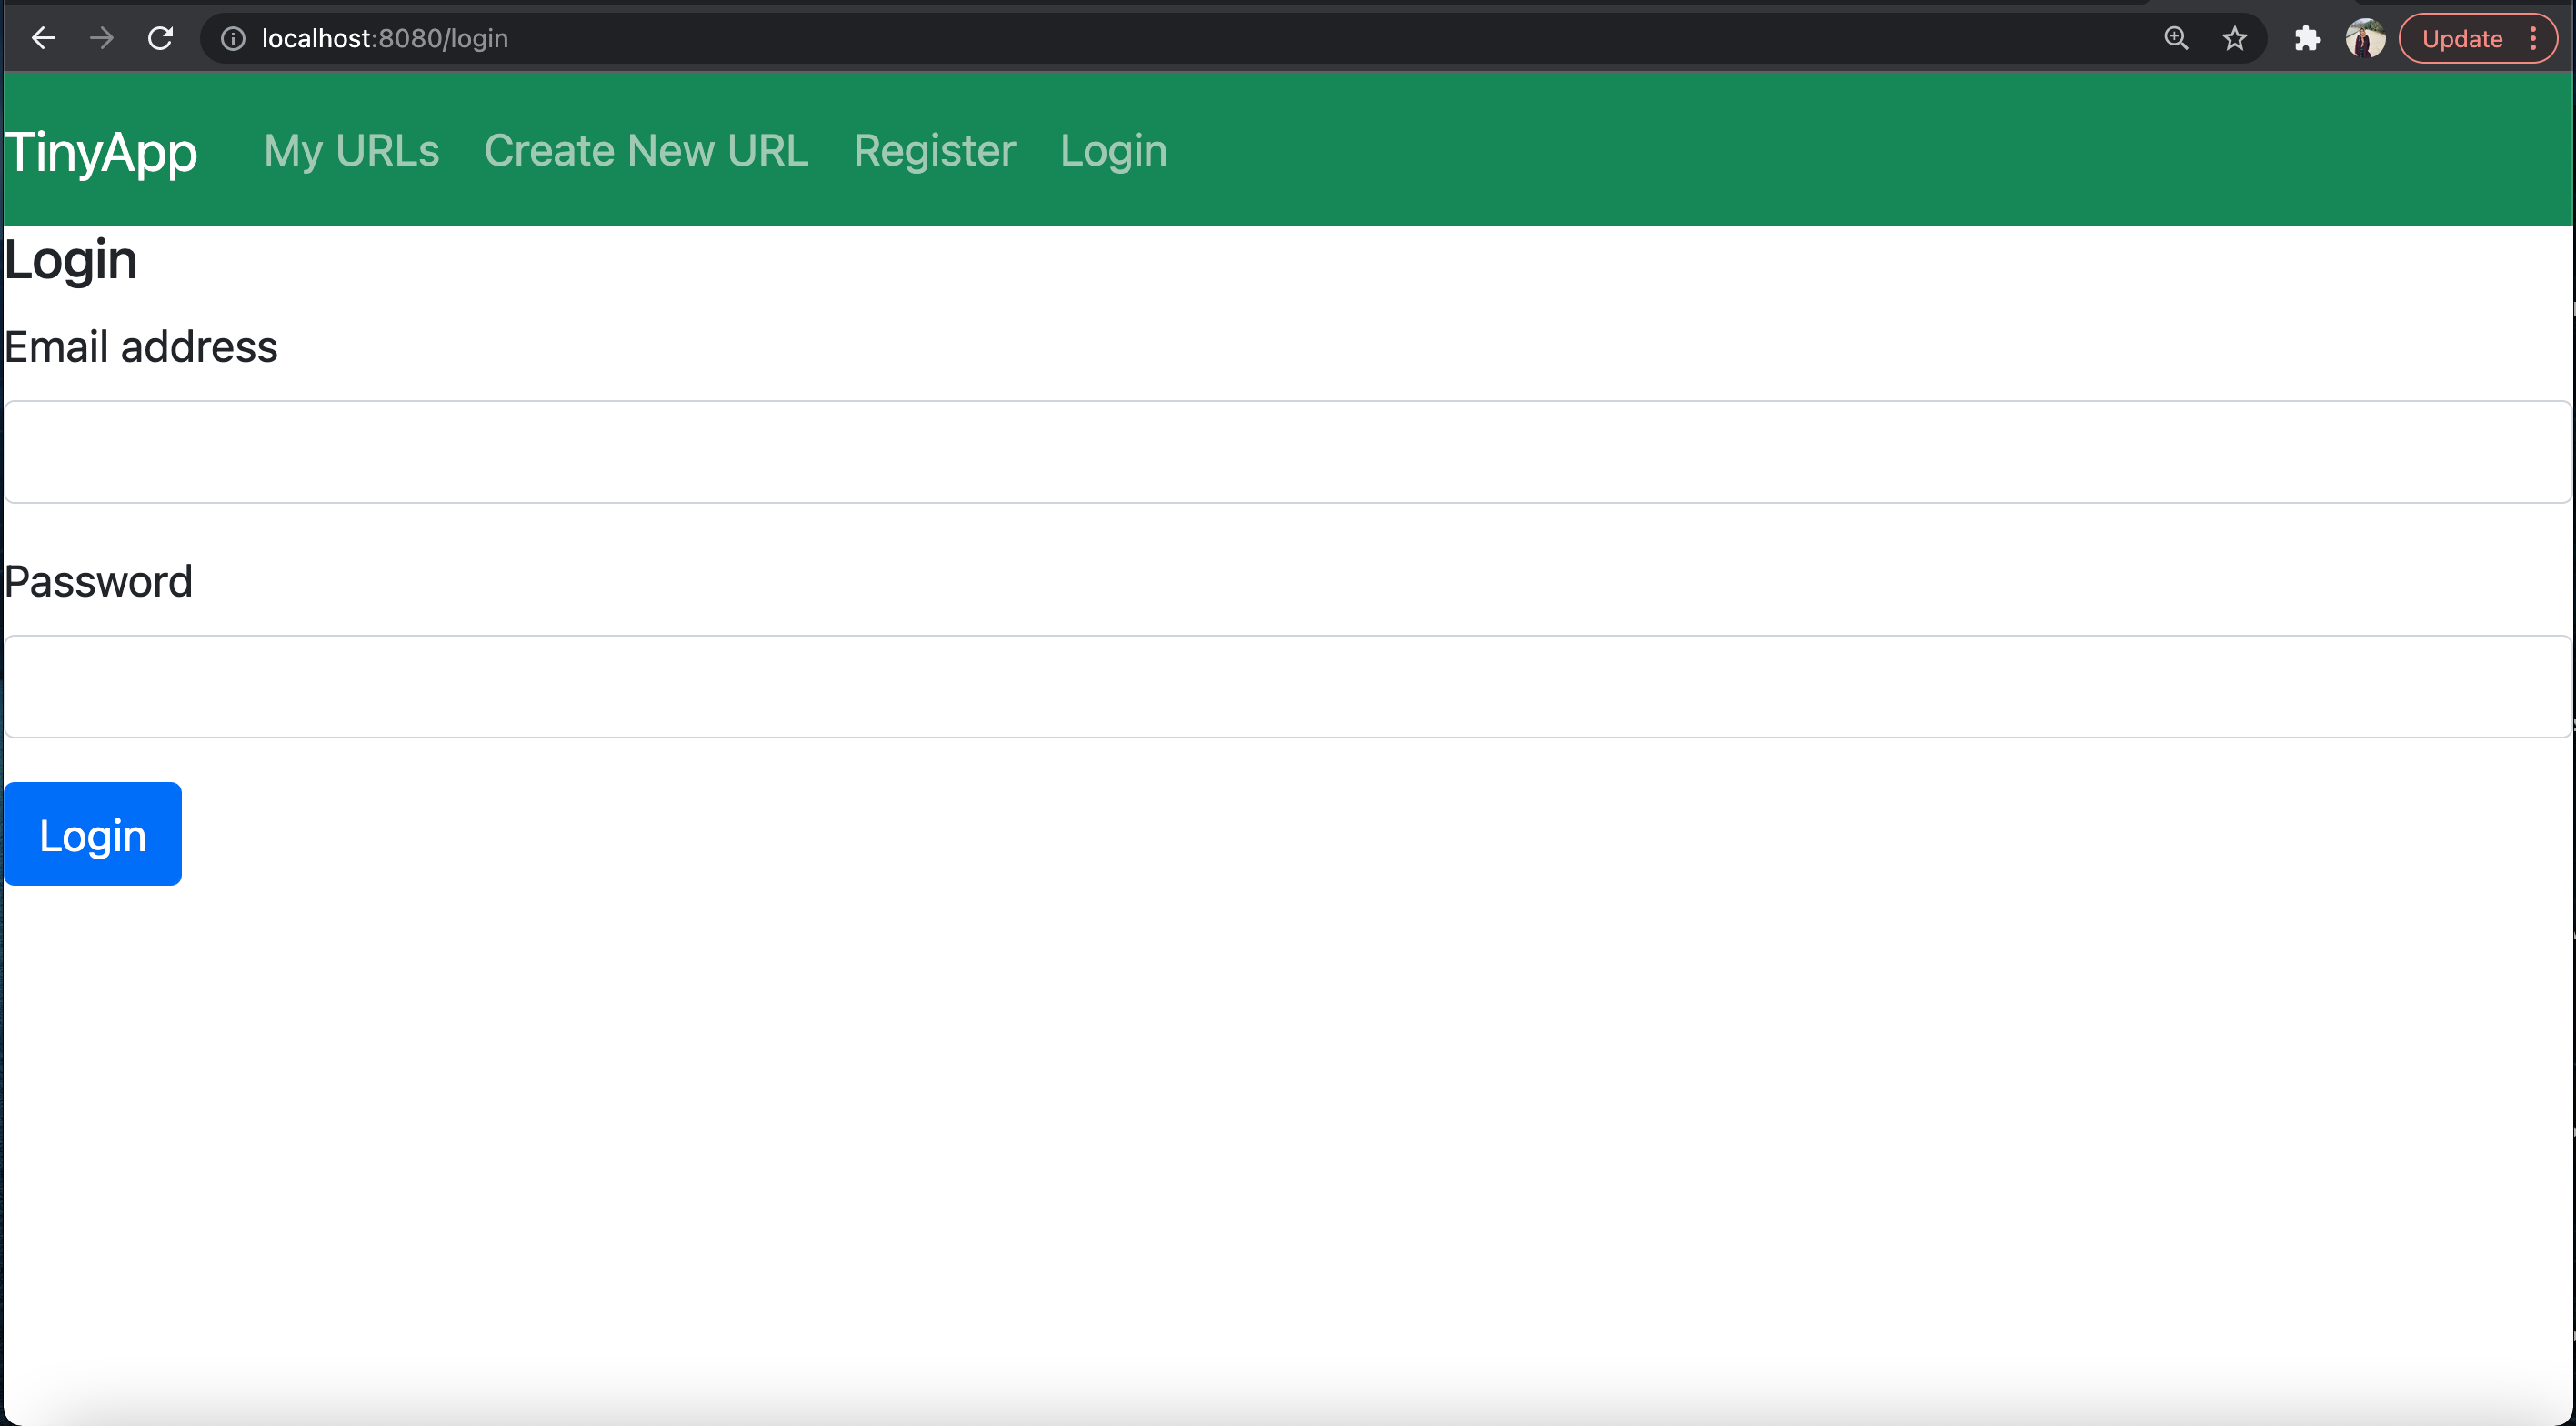 localhost:8080/login
Update
TinyApp My URLs Create New URL Register Login
Login
Email address
Password
Login